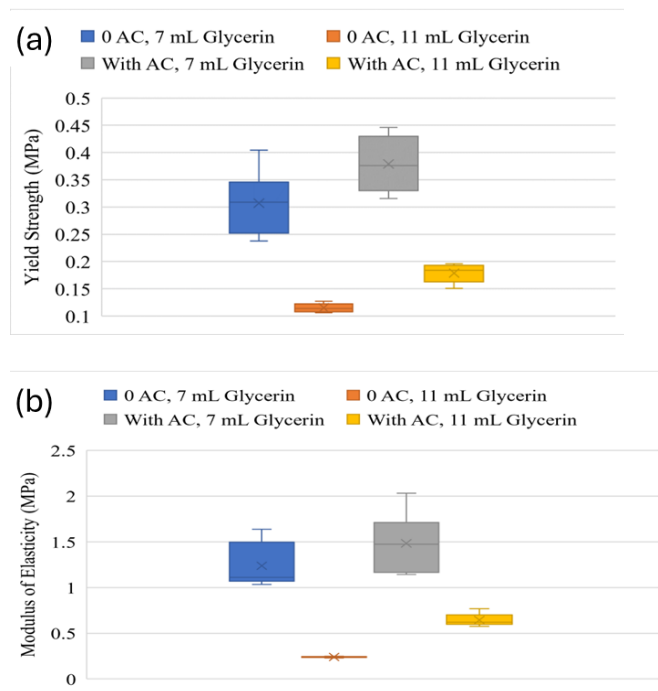 (a)
0 AC, 7 mL Glycerin 0 AC, 11 mL Glycerin
With AC, 7 mL Glycerin With AC, 11 mL Glycerin
Yield Strength (MPa)
0.5
0.45
0.4
0.35
0.3
0.25
0.2
0.15
0.1
(b)
0 AC, 7 mL Glycerin 0 AC, 11 mL Glycerin
With AC, 7 mL Glycerin With AC, 11 mL Glycerin
Modulus of Elasticity (MPa)
2.5
2
1.5
1
0.5
0